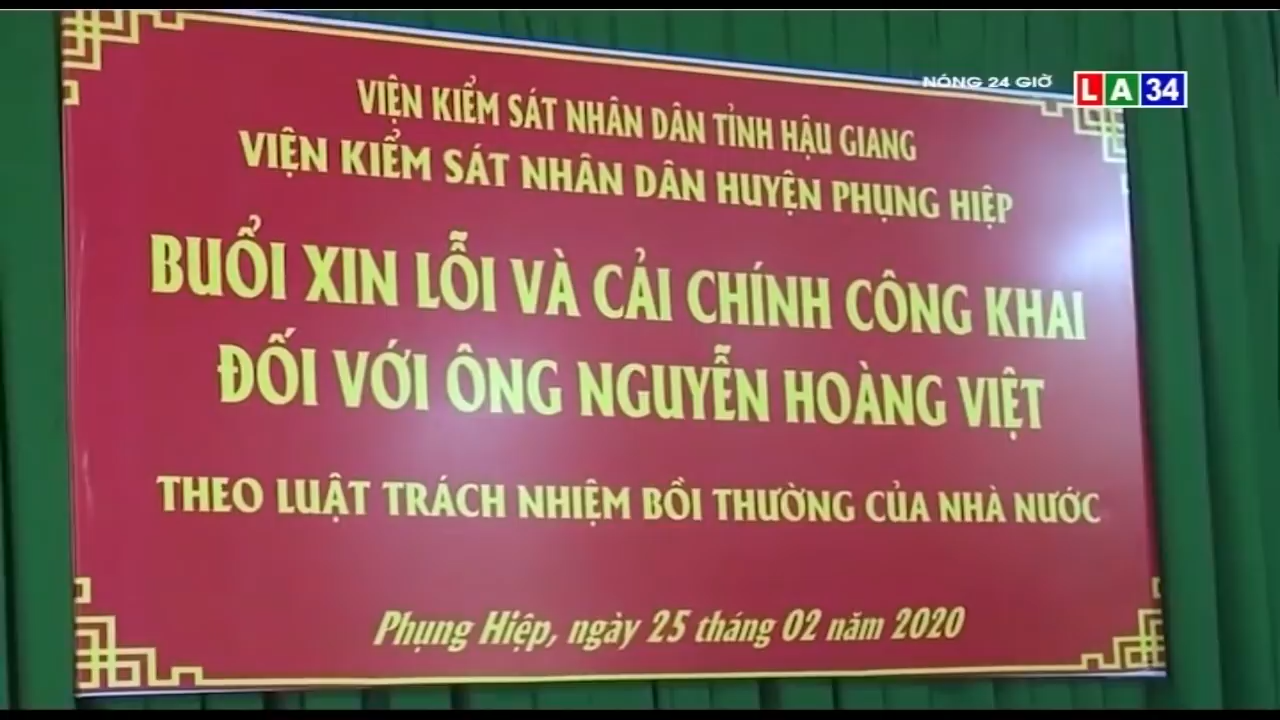 NÓNG 24 GIỜ
LA34
VIỆN KIỂM SÁT NHÂN DÂN TỈNH HẬU GIANG
VIỆN KIỂM SÁT NHÂN DÂN HUYỆN PHỤNG HIỆP
BUỔI XIN LỖI VÀ CẢI CHÍNH CÔNG KHAI
ĐỐI VỚI ÔNG NGUYỄN HOÀNG VIỆT
THEO LUẬT TRÁCH NHIỆM BỒI THƯỜNG CỦA NHÀ NƯỚC
Phụng Hiệp, ngày 25 tháng 02 năm 2020